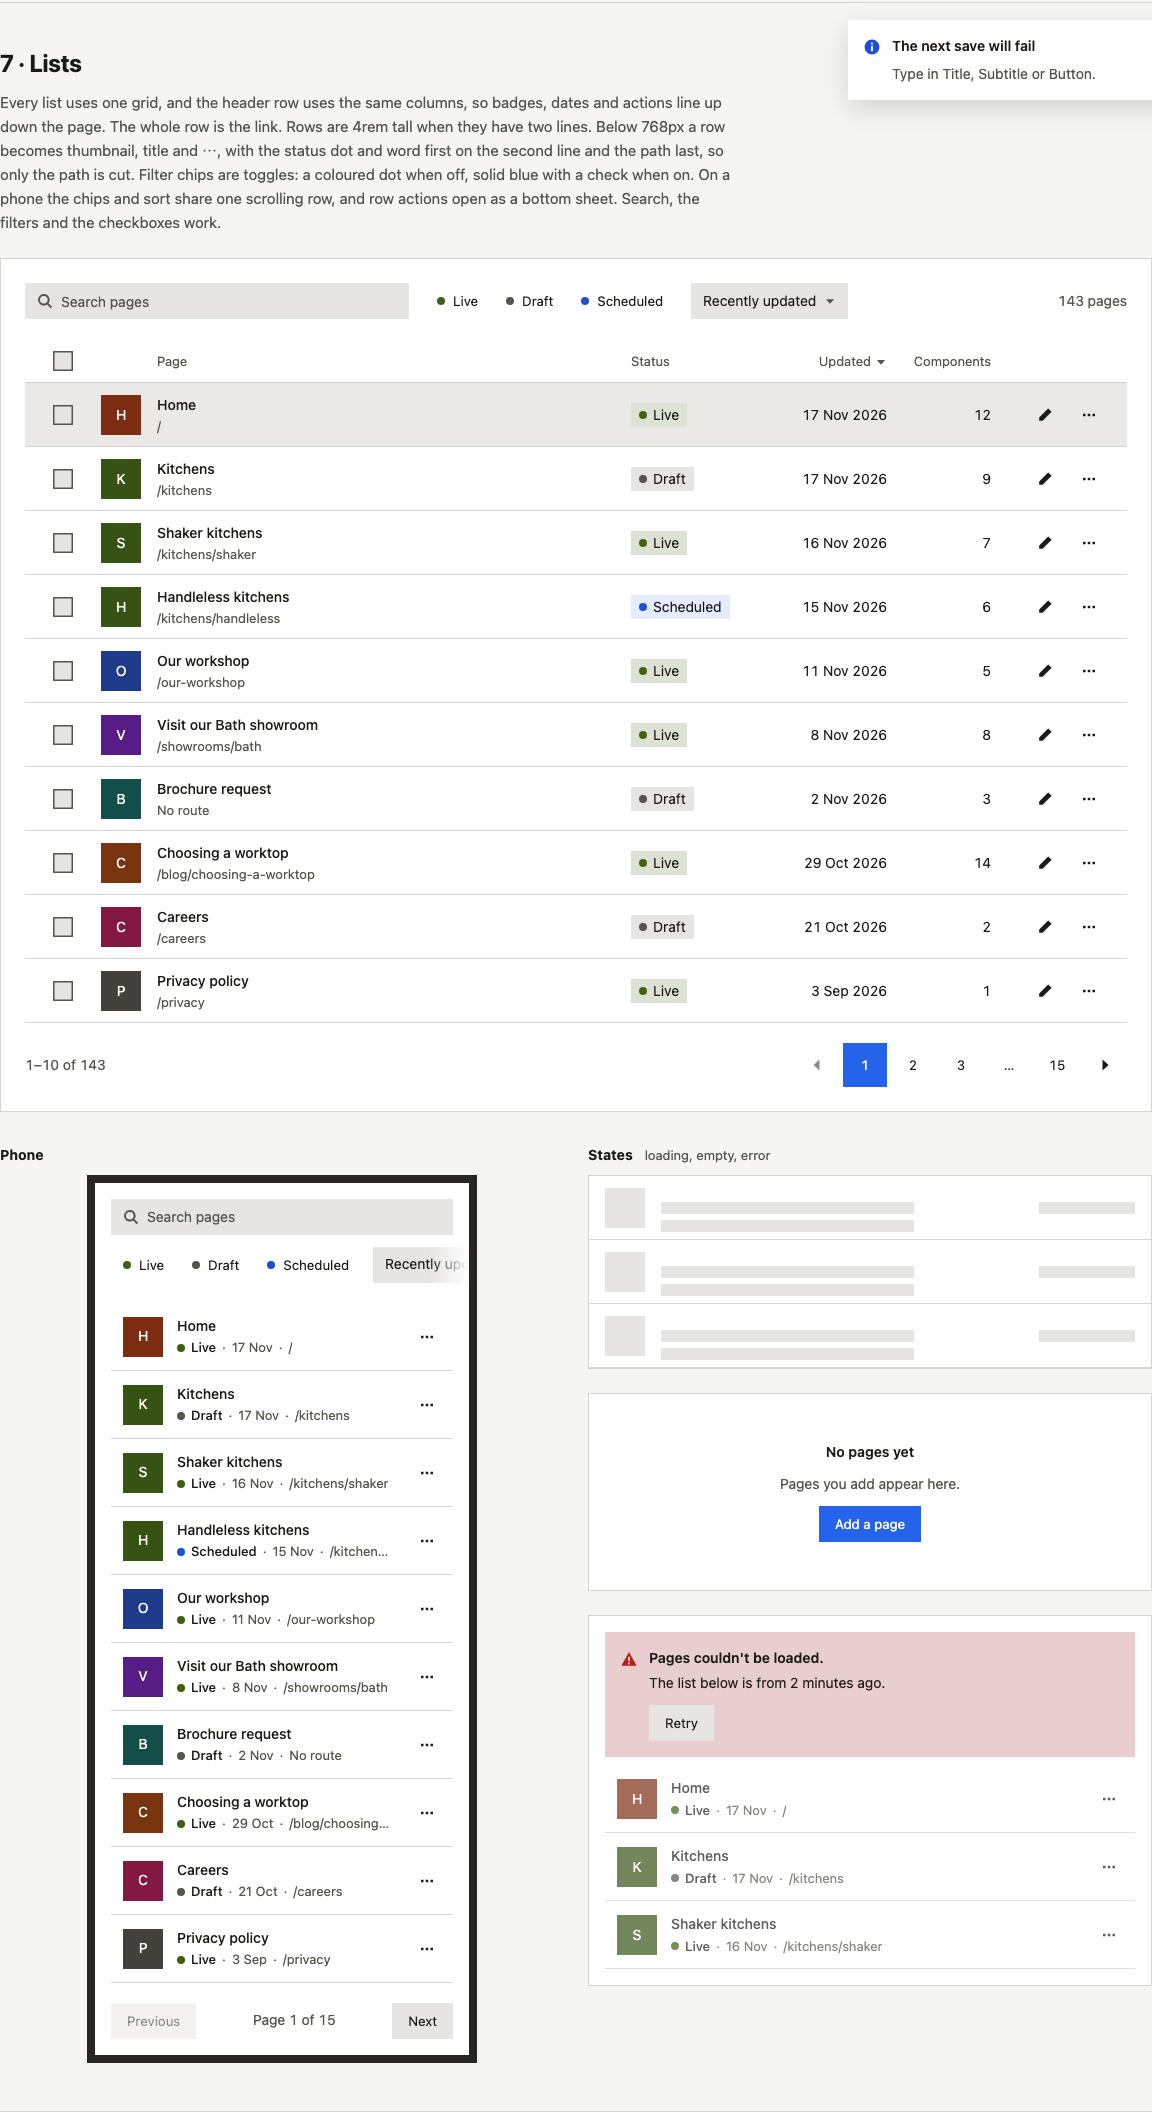 The next save will fail
Type in Title, Subtitle or Button.
7 · Lists
Every list uses one grid, and the header row uses the same columns, so badges, dates and actions line up
down the page. The whole row is the link. Rows are 4rem tall when they have two lines. Below 768px a row
becomes thumbnail, title and ···, with the status dot and word first on the second line and the path last, so
only the path is cut. Filter chips are toggles: a coloured dot when off, solid blue with a check when on. On a
phone the chips and sort share one scrolling row, and row actions open as a bottom sheet. Search, the
filters and the checkboxes work.
Search pages Live Draft Scheduled Recently updated 143 pages
Page Status Updated Components
H Home Live 17 Nov 2026 12
/
K Kitchens Draft 17 Nov 2026 9
/kitchens
S Shaker kitchens Live 16 Nov 2026 7
/kitchens/shaker
H Handleless kitchens Scheduled 15 Nov 2026 6
/kitchens/handleless
O Our workshop Live 11 Nov 2026 5
/our-workshop
V Visit our Bath showroom Live 8 Nov 2026 8
/showrooms/bath
B Brochure request Draft 2 Nov 2026 3
No route
C Choosing a worktop Live 29 Oct 2026 14
/blog/choosing-a-worktop
C Careers Draft 21 Oct 2026 2
/careers
P Privacy policy Live 3 Sep 2026 1
/privacy
1–10 of 143 1 2 3 ... 15
Phone
Search pages
Live Draft Scheduled Recently upd
H Home
Live · 17 Nov · /
K Kitchens
Draft · 17 Nov · /kitchens
S Shaker kitchens
Live · 16 Nov · /kitchens/shaker
H Handleless kitchens
Scheduled · 15 Nov · /kitchen...
O Our workshop
Live · 11 Nov · /our-workshop
V Visit our Bath showroom
Live · 8 Nov · /showrooms/bath
B Brochure request
Draft · 2 Nov · No route
C Choosing a worktop
Live · 29 Oct · /blog/choosing...
C Careers
Draft · 21 Oct · /careers
P Privacy policy
Live · 3 Sep · /privacy
Previous Page 1 of 15 Next
States loading, empty, error
No pages yet
Pages you add appear here.
Add a page
Pages couldn't be loaded.
The list below is from 2 minutes ago.
Retry
H Home
Live · 17 Nov · /
K Kitchens
Draft · 17 Nov · /kitchens
S Shaker kitchens
Live · 16 Nov · /kitchens/shaker